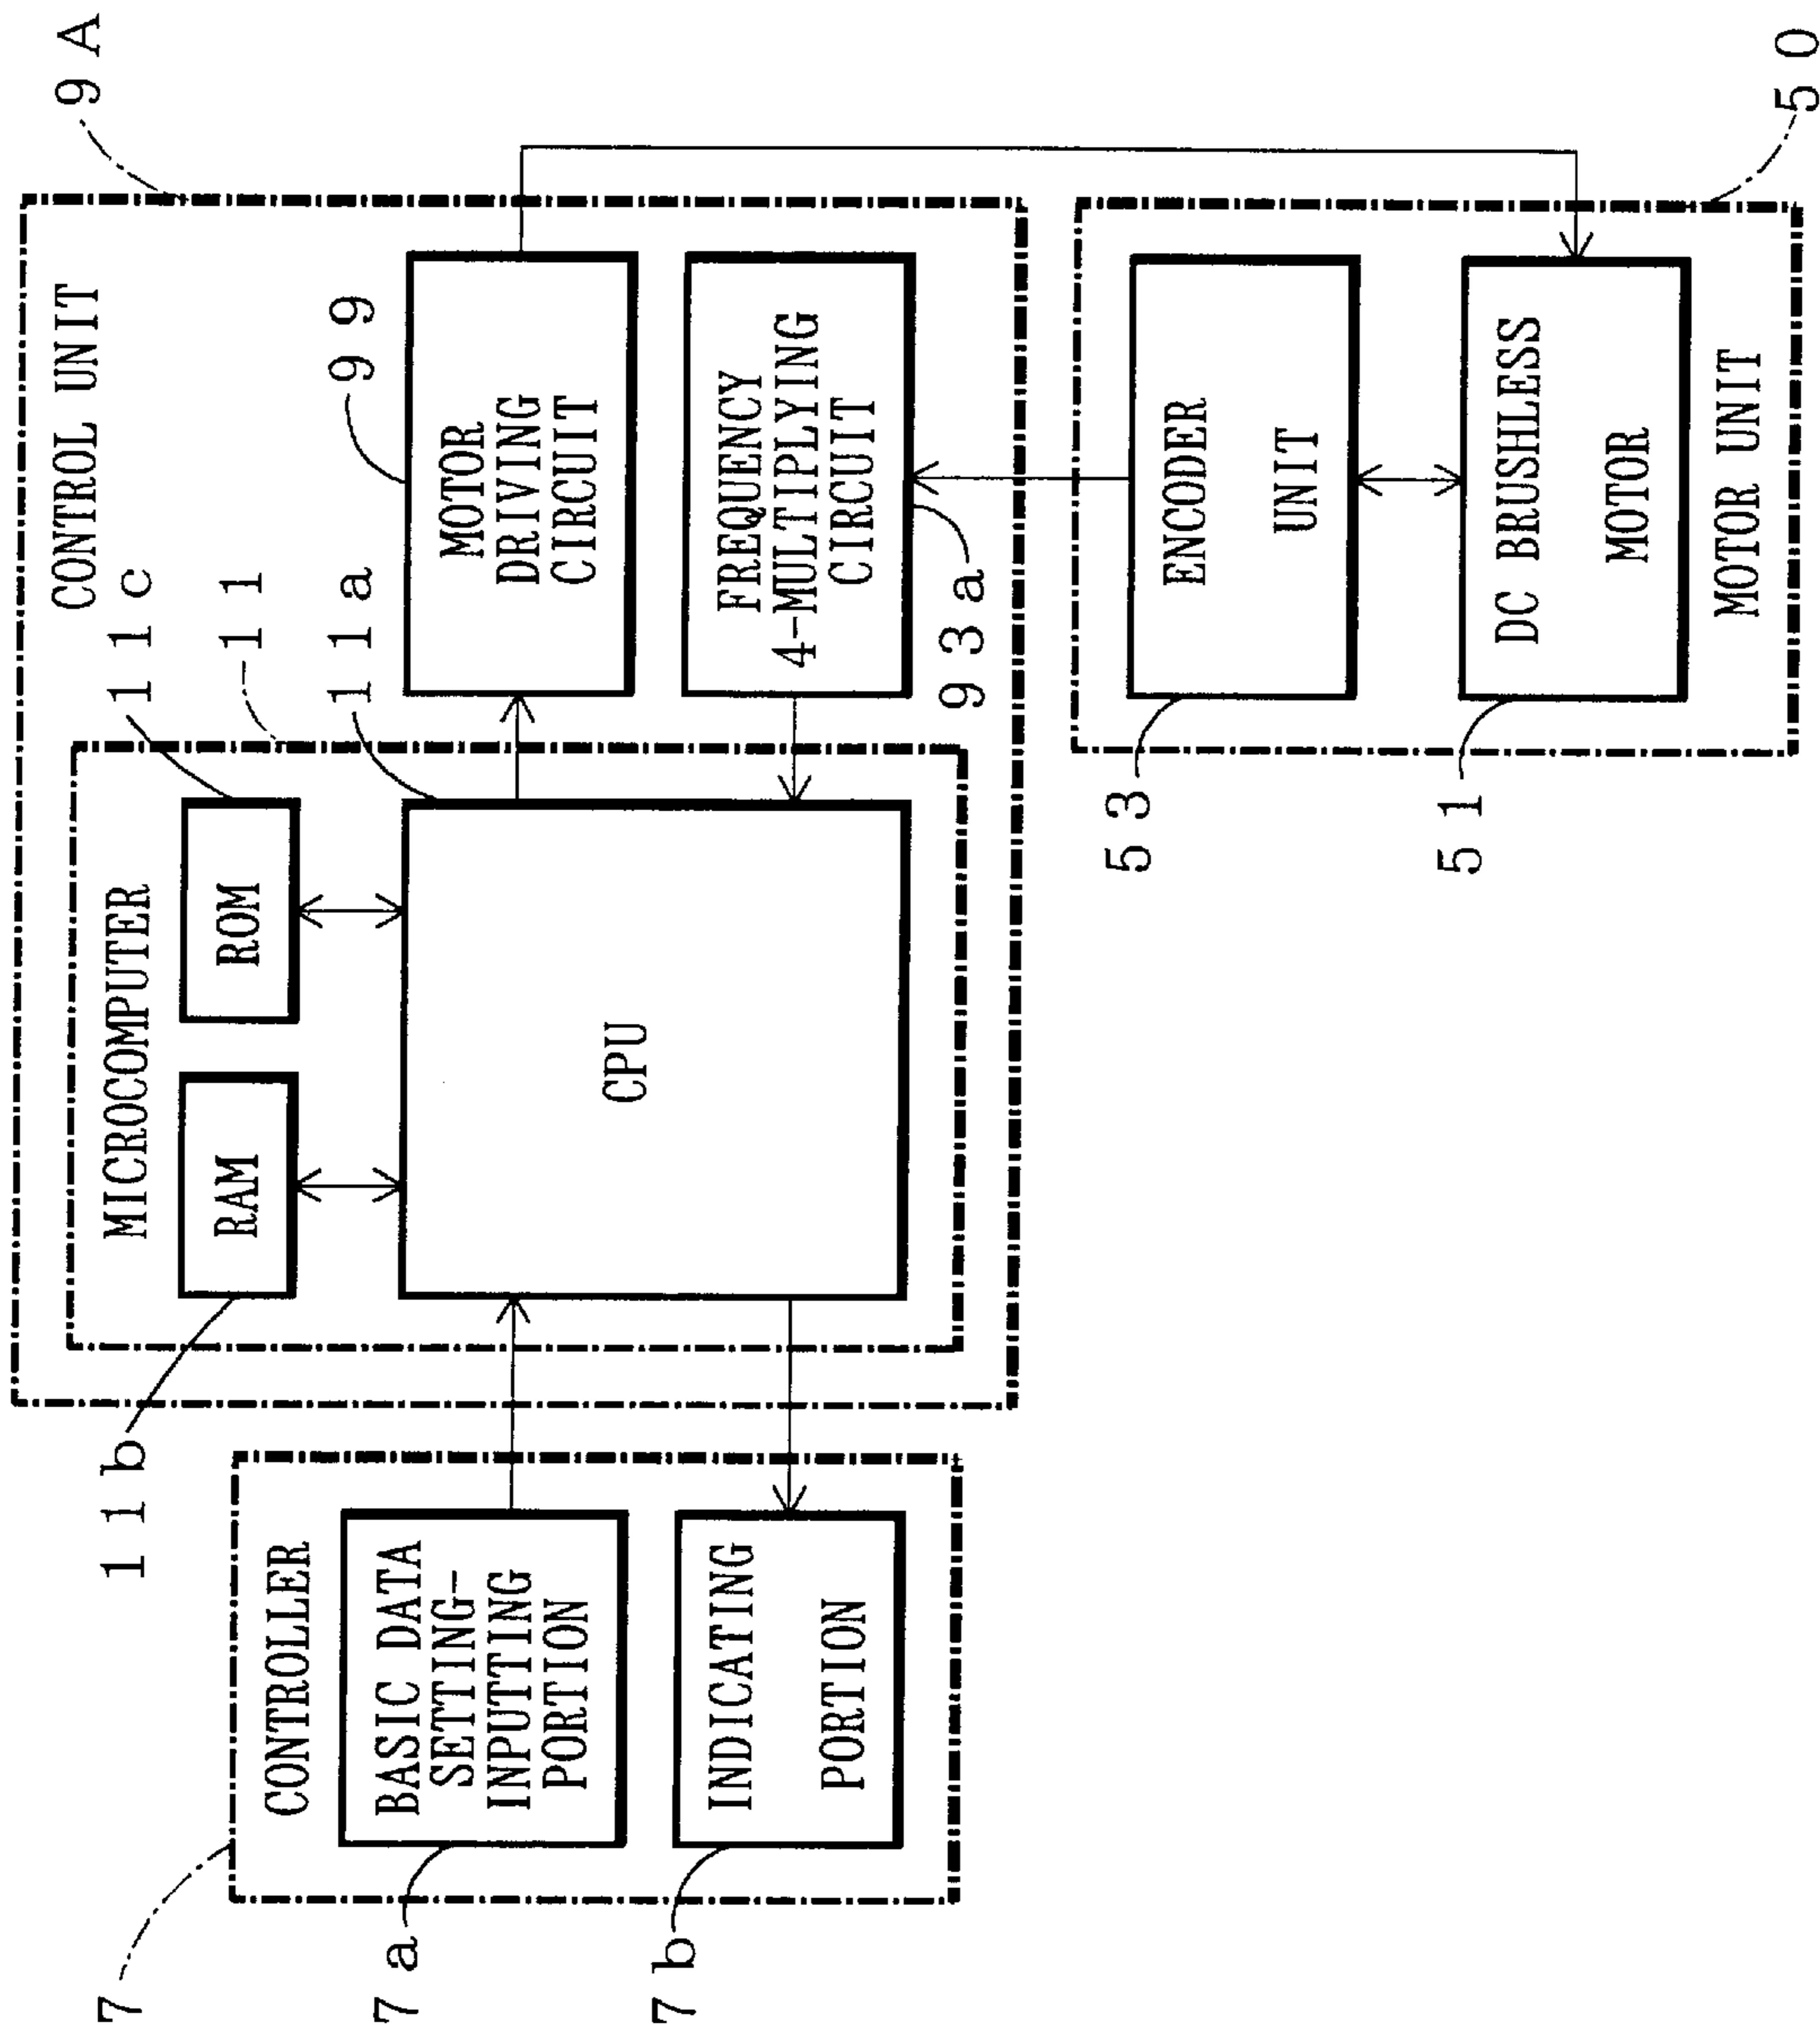 9A
CONTROL UNIT
11c
11
11a
99
MICROCOMPUTER
ROM
RAM
11b
CPU
MOTOR
DRIVING
CIRCUIT
FREQUENCY
4-MULTIPLYING
CIRCUIT
93a
7
CONTROLLER
BASIC DATA
SETTING-
INPUTTING
PORTION
7a
INDICATING
PORTION
7b
53
ENCODER
UNIT
51
DC BRUSHLESS
MOTOR
MOTOR UNIT
50